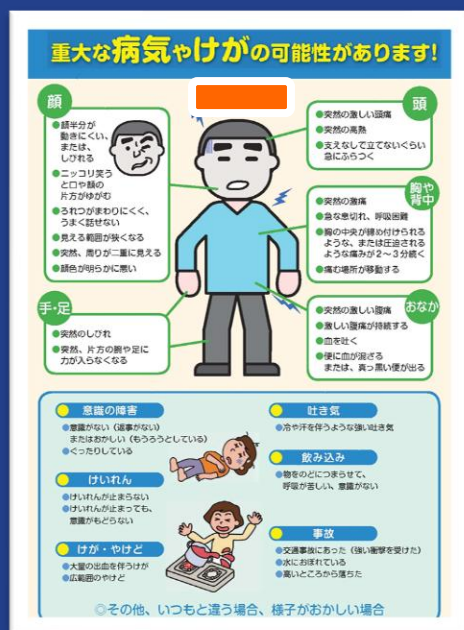 重大な病気やけがの可能性があります!
顔
●顔半分が
動きにくい、
または、
しびれる
●ニッコリ笑う
と口や顔の
片方がゆがむ
●ろれつがまわりにくく、
うまく話せない
●見える範囲が狭くなる
●突然、周りが二重に見える
●顔色が明らかに悪い
頭
●突然の激しい頭痛
●突然の高熱
●支えなしで立てないくらい
急にふらつく
胸や
背中
●突然の激痛
●急な息切れ、呼吸困難
●胸の中央が締め付けられる
ような、または圧迫される
ような痛みが2〜3分続く
●痛む場所が移動する
手・足
●突然のしびれ
●突然、片方の腕や足に
力が入らなくなる
おなか
●突然の激しい腹痛
●激しい腹痛が持続する
●血を吐く
●便に血が混ざる
または、真っ黒い便が出る
意識の障害
●意識がない(返事がない)
またはおかしい(もうろうとしている)
●ぐったりしている
けいれん
●けいれんが止まらない
●けいれんが止まっても、
意識がもどらない
けが・やけど
●大量の出血を伴うけが
●広範囲のやけど
吐き気
●冷や汗を伴うような強い吐き気
飲み込み
●物をのどにつまらせて、
呼吸が苦しい、意識がない
事故
●交通事故にあった(強い衝撃を受けた)
●水におぼれている
●高いところから落ちた
◎その他、いつもと違う場合、様子がおかしい場合